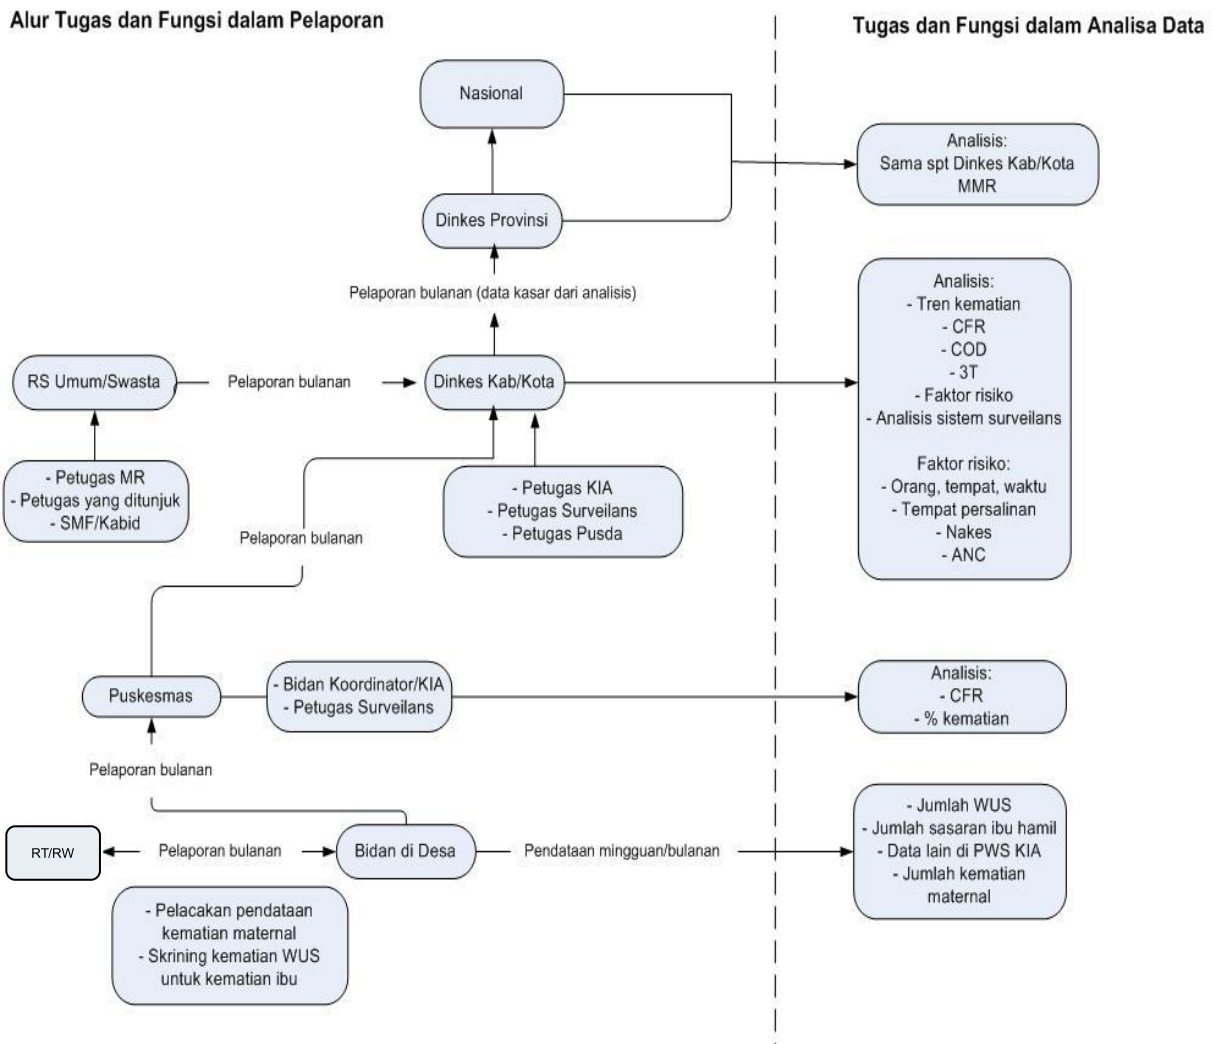 Alur Tugas dan Fungsi dalam Pelaporan
Tugas dan Fungsi dalam Analisa Data
Nasional
Analisis:
Sama spt Dinkes Kab/Kota
MMR
Dinkes Provinsi
Pelaporan bulanan (data kasar dari analisis)
Analisis:
- Tren kematian
- CFR
- COD
- 3T
- Faktor risiko
- Analisis sistem surveilans
Faktor risiko:
- Orang, tempat, waktu
- Tempat persalinan
- Nakes
- ANC
RS Umum/Swasta
Pelaporan bulanan
Dinkes Kab/Kota
- Petugas MR
- Petugas yang ditunjuk
- SMF/Kabid
- Petugas KIA
- Petugas Surveilans
- Petugas Pusda
Pelaporan bulanan
Puskesmas
- Bidan Koordinator/KIA
- Petugas Surveilans
Analisis:
- CFR
- % kematian
Pelaporan bulanan
RT/RW
Pelaporan bulanan
Bidan di Desa
Pendataan mingguan/bulanan
- Jumlah WUS
- Jumlah sasaran ibu hamil
- Data lain di PWS KIA
- Jumlah kematian
maternal
- Pelacakan pendataan
kematian maternal
- Skrining kematian WUS
untuk kematian ibu